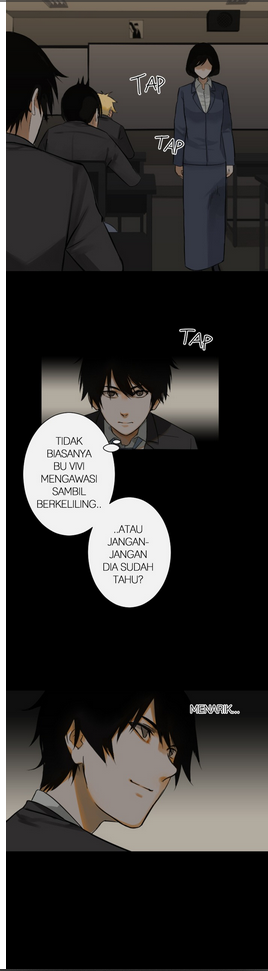 TAP
TAP
TAP
TIDAK
BIASANYA
BU VIVI
MENGAWASI
SAMBIL
BERKELILING..
..ATAU
JANGAN-
JANGAN
DIA SUDAH
TAHU?
MENARIK...